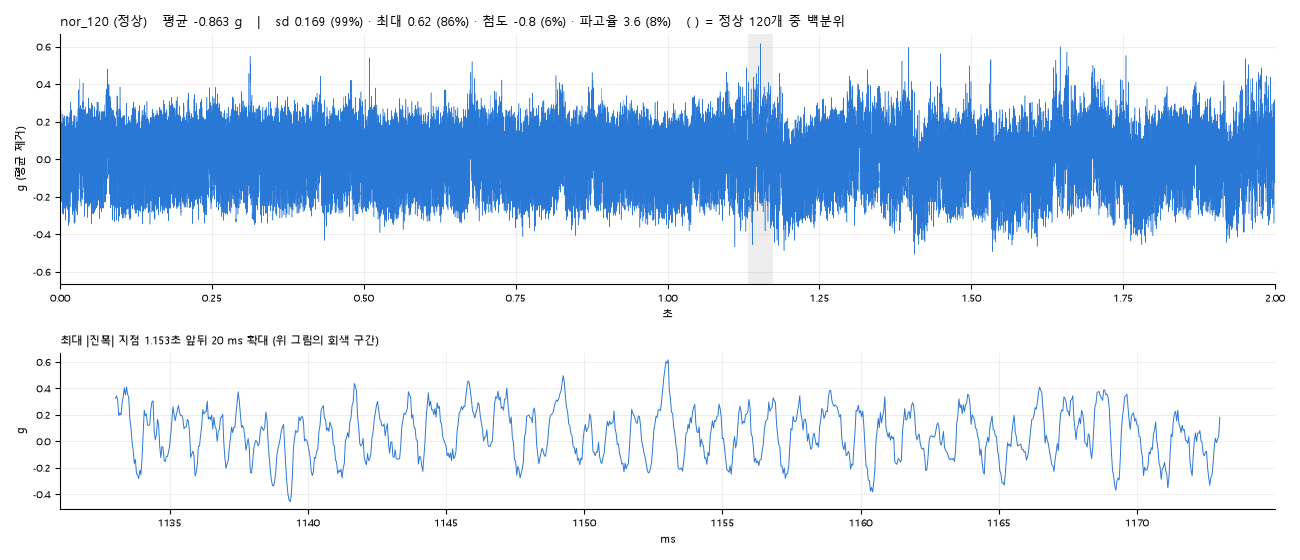 nor_120 (정상)    평균 -0.863 g    |    sd 0.169 (99%) · 최대 0.62 (86%) · 첨도 -0.8 (6%) · 파고율 3.6 (8%)    ( ) = 정상 120개 중 백분위
0.6
0.4
0.2
0.0
-0.2
-0.4
-0.6
g (평균 제거)
0.00 0.25 0.50 0.75 1.00 1.25 1.50 1.75 2.00
초
최대 |진폭| 지점 1.153초 앞뒤 20 ms 확대 (위 그림의 회색 구간)
0.6
0.4
0.2
0.0
-0.2
-0.4
g
1135 1140 1145 1150 1155 1160 1165 1170
ms